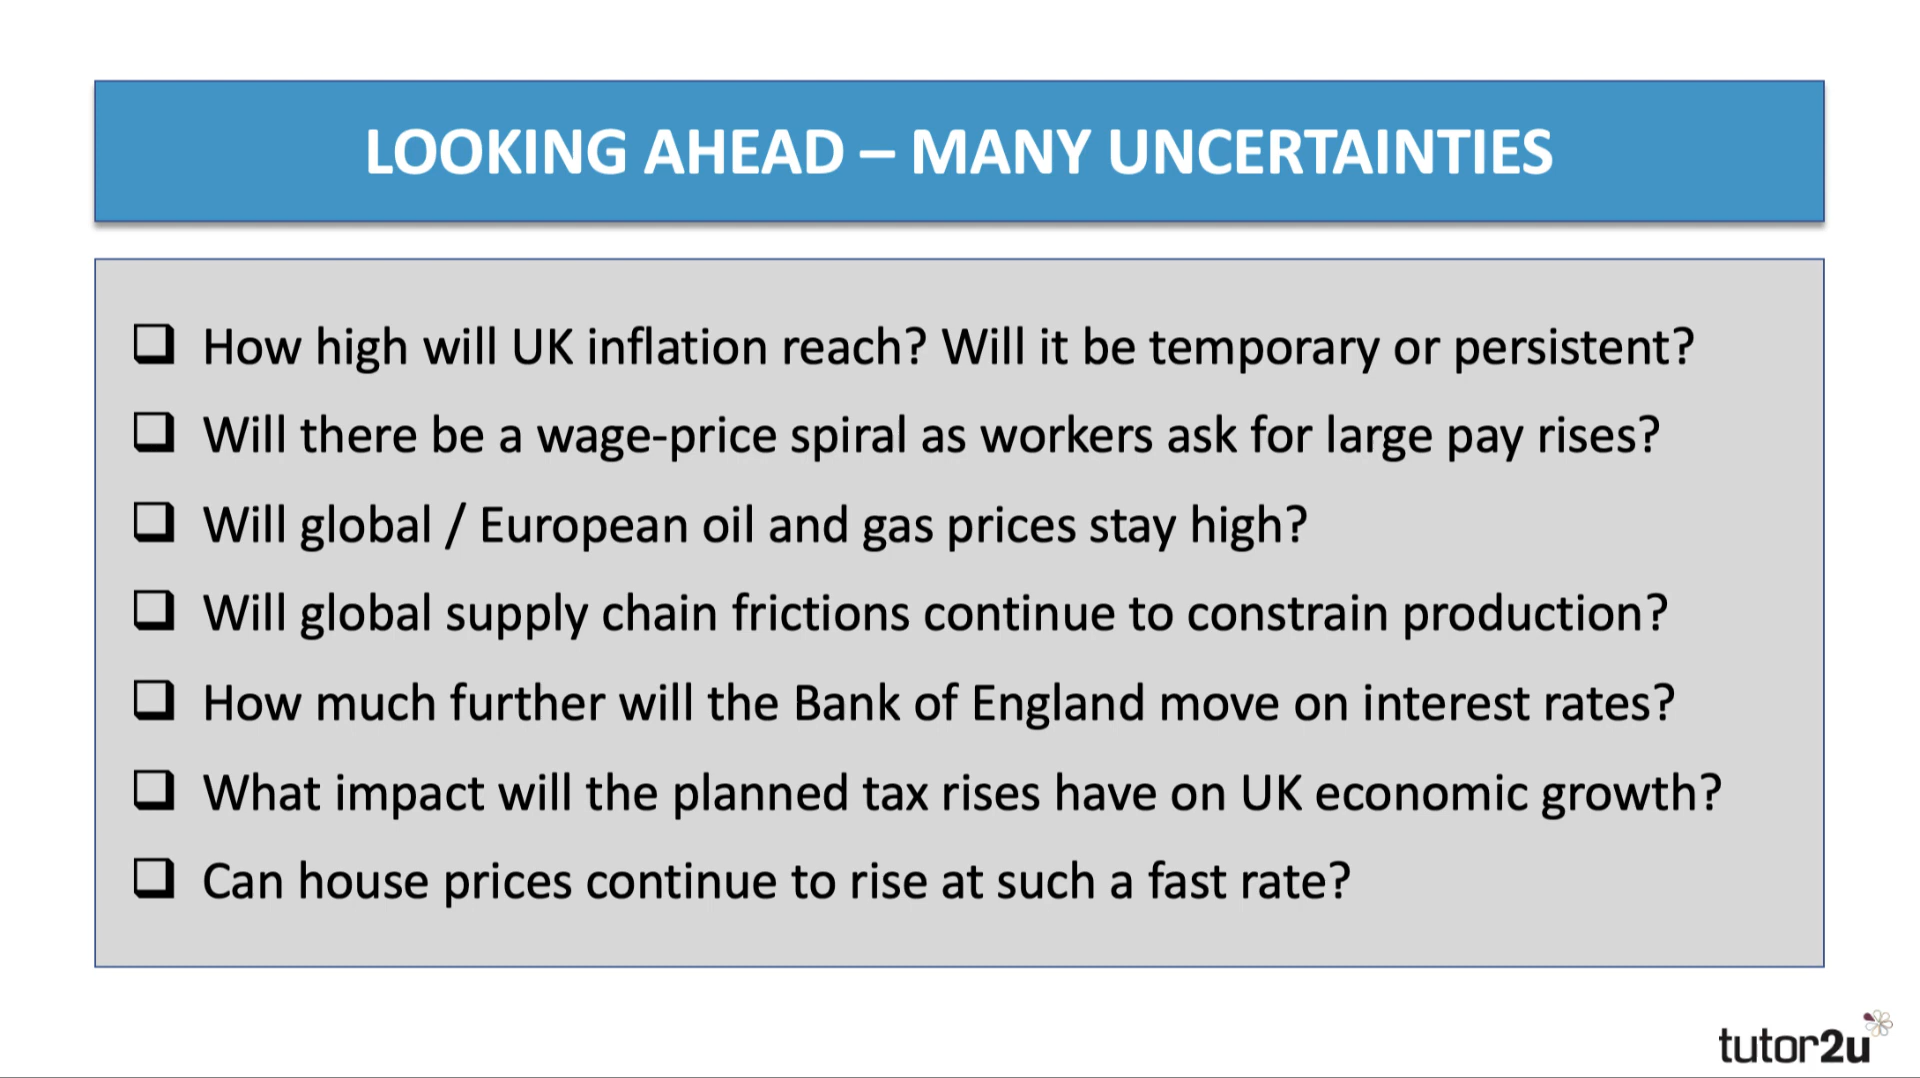 LOOKING AHEAD – MANY UNCERTAINTIES
How high will UK inflation reach? Will it be temporary or persistent?
Will there be a wage-price spiral as workers ask for large pay rises?
Will global / European oil and gas prices stay high?
Will global supply chain frictions continue to constrain production?
How much further will the Bank of England move on interest rates?
What impact will the planned tax rises have on UK economic growth?
Can house prices continue to rise at such a fast rate?
tutor2u